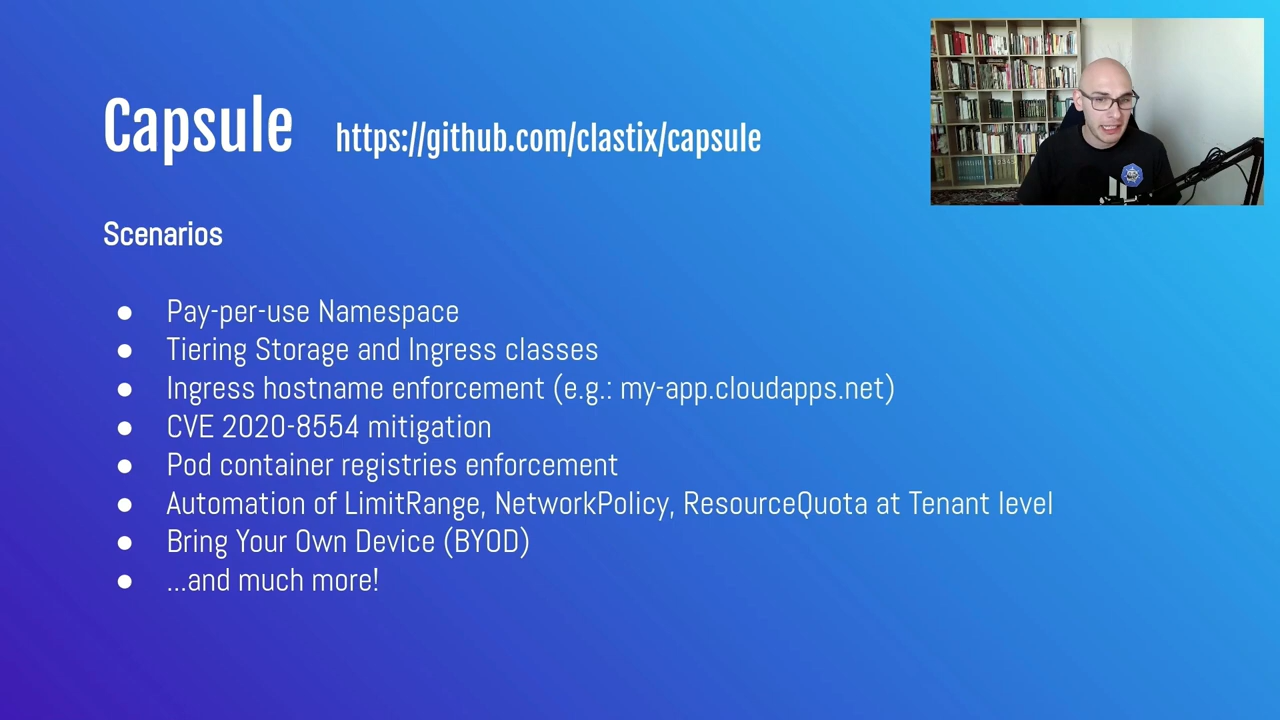 Capsule https://github.com/clastix/capsule
Scenarios
● Pay-per-use Namespace
● Tiering Storage and Ingress classes
● Ingress hostname enforcement (e.g.: my-app.cloudapps.net)
● CVE 2020-8554 mitigation
● Pod container registries enforcement
● Automation of LimitRange, NetworkPolicy, ResourceQuota at Tenant level
● Bring Your Own Device (BYOD)
● ...and much more!